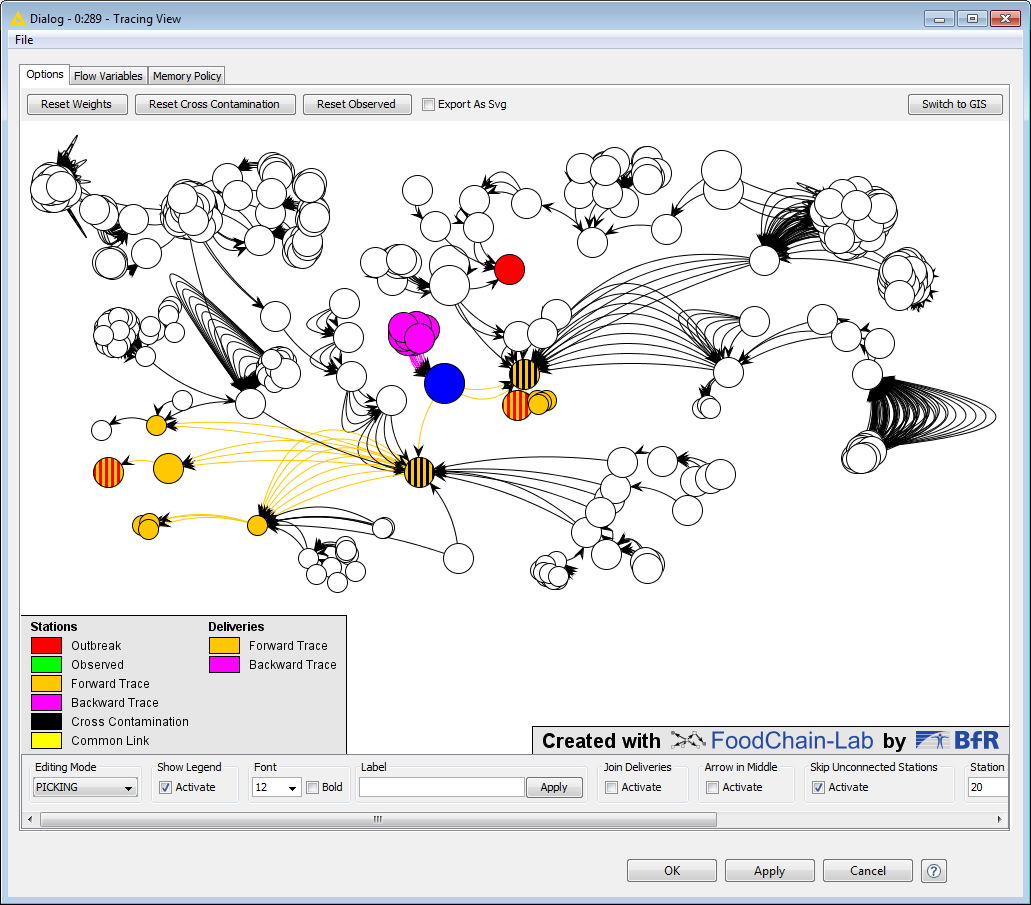 Dialog - 0:289 - Tracing View
File
Options Flow Variables Memory Policy
Reset Weights Reset Cross Contamination Reset Observed Export As Svg Switch to GIS
Stations Deliveries
Outbreak Forward Trace
Observed Backward Trace
Forward Trace
Backward Trace
Cross Contamination
Common Link
Created with FoodChain-Lab by BfR
Editing Mode Show Legend Font Label Join Deliveries Arrow in Middle Skip Unconnected Stations Station
PICKING Activate 12 Bold Apply Activate Activate Activate 20
OK Apply Cancel ?